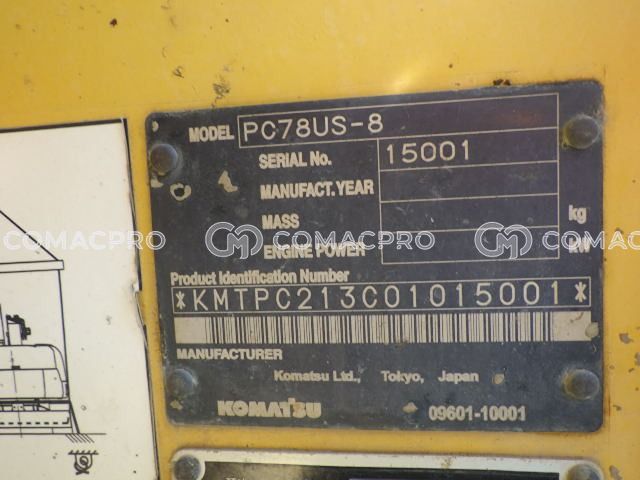 MODEL PC78US-8
SERIAL No. 15001
MANUFACT. YEAR
MASS kg
COMACPRO COMACPRO COMACPRO
ENGINE POWER kW
Product Identification Number
*KMTPC213C01015001*
MANUFACTURER
Komatsu Ltd., Tokyo, Japan
KOMATSU 09601-10001